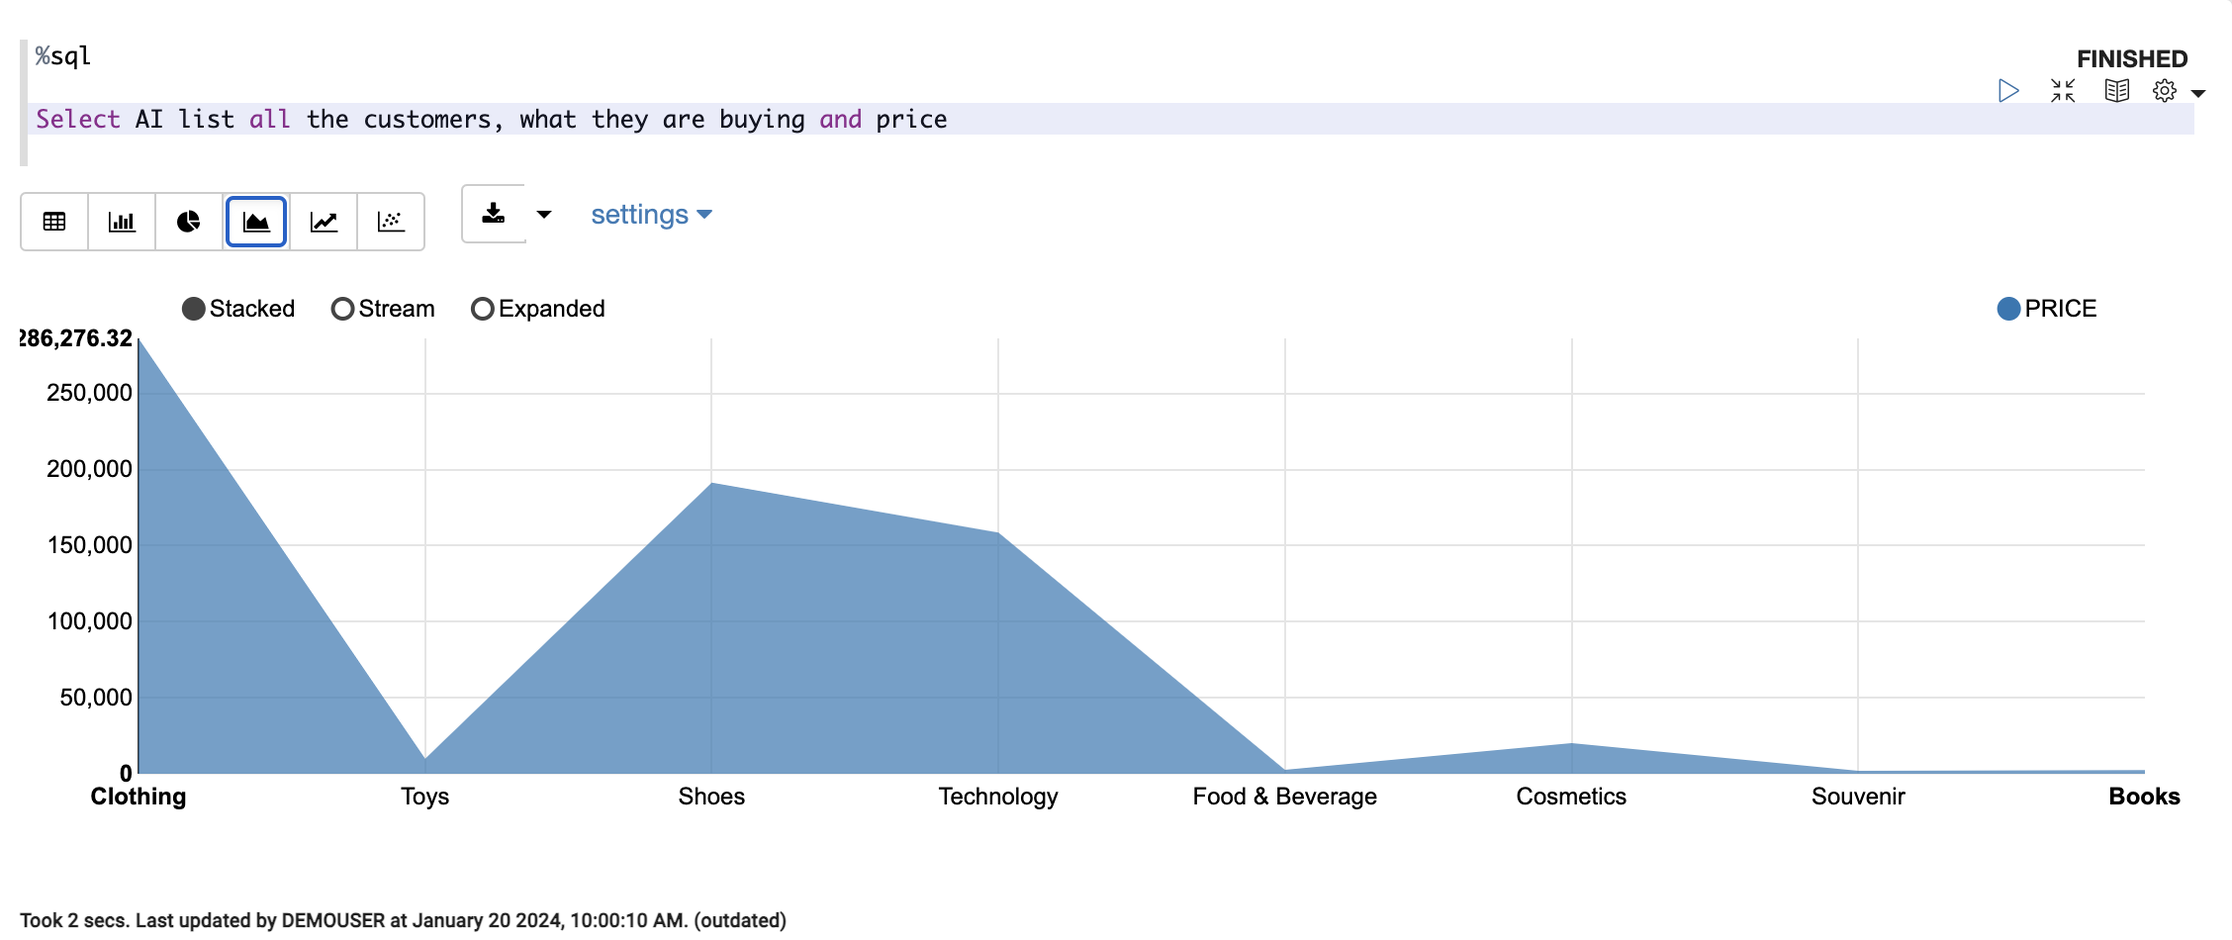 %sql
FINISHED
Select AI list all the customers, what they are buying and price
settings
Stacked Stream Expanded
PRICE
286,276.32
250,000
200,000
150,000
100,000
50,000
0
Clothing Toys Shoes Technology Food & Beverage Cosmetics Souvenir Books
Took 2 secs. Last updated by DEMOUSER at January 20 2024, 10:00:10 AM. (outdated)